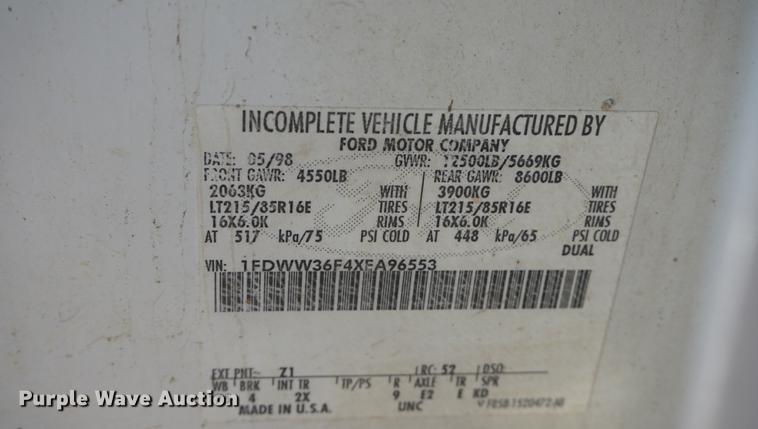 INCOMPLETE VEHICLE MANUFACTURED BY
FORD MOTOR COMPANY
DATE: 05/98 GVWR: 12500LB/5669KG
FRONT GAWR: 4550LB REAR GAWR: 8600LB
2063KG WITH 3900KG WITH
LT215/85R16E TIRES LT215/85R16E TIRES
16X6.0K RIMS 16X6.0K RIMS
AT 517 kPa/75 PSI COLD AT 448 kPa/65 PSI COLD
DUAL
VIN: 1FDWW36F4XEA96553
EXT PNT: Z1 RC: 52 DSO:
WB BRK INT TR TP/PS R AXLE TR SPR
4 2X 9 E2 E KD
MADE IN U.S.A. UNC
Purple Wave Auction